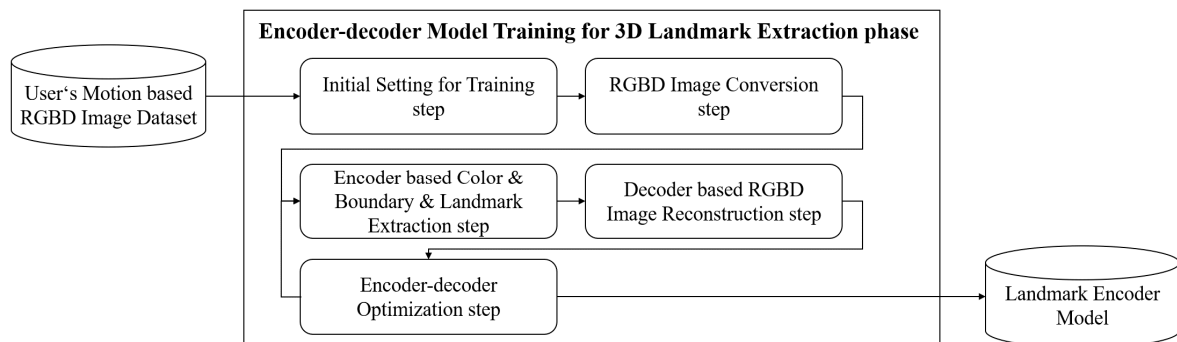 Encoder-decoder Model Training for 3D Landmark Extraction phase
User‘s Motion based
RGBD Image Dataset
Initial Setting for Training
step
RGBD Image Conversion
step
Encoder based Color &
Boundary & Landmark
Extraction step
Decoder based RGBD
Image Reconstruction step
Encoder-decoder
Optimization step
Landmark Encoder
Model